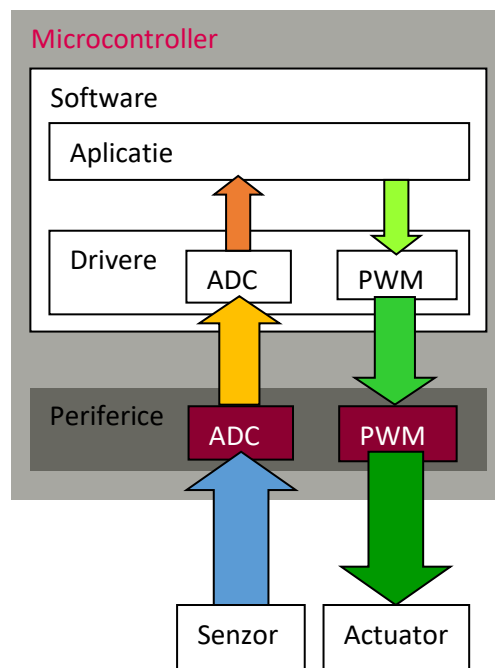 Microcontroller
Software
Aplicatie
Drivere
ADC
PWM
Periferice
ADC
PWM
Senzor
Actuator